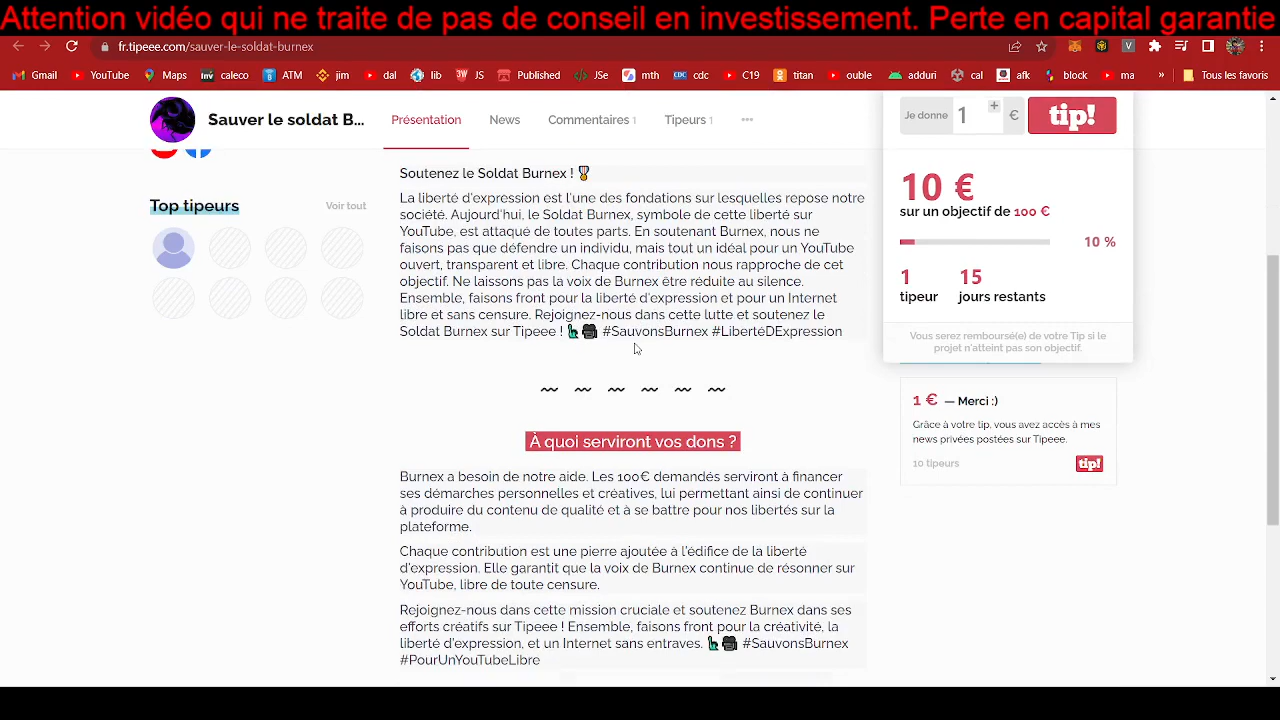 Attention vidéo qui ne traite de pas de conseil en investissement. Perte en capital garantie
fr.tipeee.com/sauver-le-soldat-burnex
Gmail
YouTube
Maps
caleco
ATM
jim
dal
lib
JS
Published
JSe
mth
cdc
C19
titan
ouble
adduri
cal
afk
block
ma
»
Tous les favoris
Sauver le soldat B...
Présentation
News
Commentaires 1
Tipeurs 1
Je donne 1 + €
tip!
Top tipeurs
Voir tout
Soutenez le Soldat Burnex ! 🎖
La liberté d'expression est l'une des fondations sur lesquelles repose notre
société. Aujourd'hui, le Soldat Burnex, symbole de cette liberté sur
YouTube, est attaqué de toutes parts. En soutenant Burnex, nous ne
faisons pas que défendre un individu, mais tout un idéal pour un YouTube
ouvert, transparent et libre. Chaque contribution nous rapproche de cet
objectif. Ne laissons pas la voix de Burnex être réduite au silence.
Ensemble, faisons front pour la liberté d'expression et pour un Internet
libre et sans censure. Rejoignez-nous dans cette lutte et soutenez le
Soldat Burnex sur Tipeee ! 🗽🎥 #SauvonsBurnex #LibertéDExpression
À quoi serviront vos dons ?
Burnex a besoin de notre aide. Les 100€ demandés serviront à financer
ses démarches personnelles et créatives, lui permettant ainsi de continuer
à produire du contenu de qualité et à se battre pour nos libertés sur la
plateforme.
Chaque contribution est une pierre ajoutée à l'édifice de la liberté
d'expression. Elle garantit que la voix de Burnex continue de résonner sur
YouTube, libre de toute censure.
Rejoignez-nous dans cette mission cruciale et soutenez Burnex dans ses
efforts créatifs sur Tipeee ! Ensemble, faisons front pour la créativité, la
liberté d'expression, et un Internet sans entraves. 🗽🎥 #SauvonsBurnex
#PourUnYouTubeLibre
10 €
sur un objectif de 100 €
10 %
1
tipeur
15
jours restants
Vous serez remboursé(e) de votre Tip si le
projet n'atteint pas son objectif.
1 € — Merci :)
Grâce à votre tip, vous avez accès à mes
news privées postées sur Tipeee.
10 tipeurs
tip!